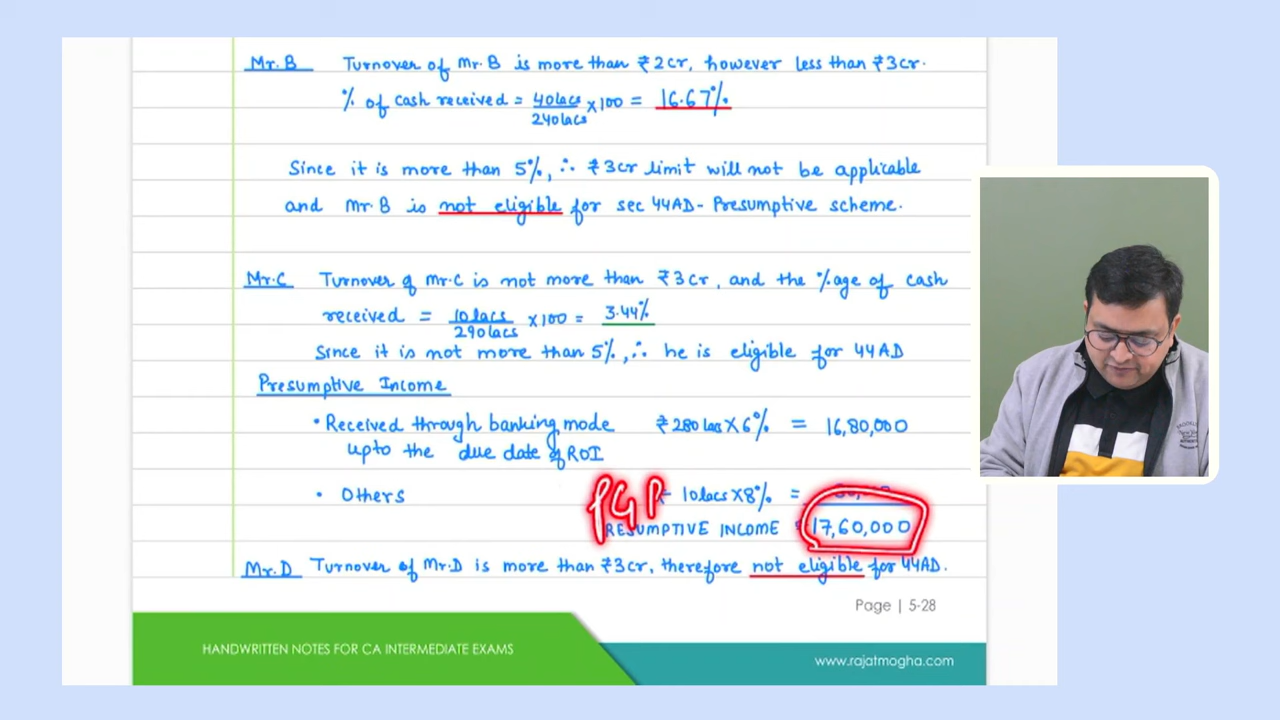 Mr.B Turnover of Mr.B is more than ₹2cr, however less than ₹3cr.
% of cash received = 40lacs/240lacs x100 = 16.67%
Since it is more than 5%, ∴ ₹3cr limit will not be applicable
and Mr.B is not eligible for sec 44AD- Presumptive scheme.
Mr.C Turnover of Mr.C is not more than ₹3cr, and the %age of cash
received = 10lacs/290lacs x100 = 3.44%
Since it is not more than 5%, ∴ he is eligible for 44AD
Presumptive Income
• Received through banking mode ₹280lacs X 6% = 16,80,000
upto the due date of ROI
• Others 10lacs X 8% =
PGP
RESUMPTIVE INCOME = 17,60,000
Mr.D Turnover of Mr.D is more than ₹3cr, therefore not eligible for 44AD.
Page | 5-28
HANDWRITTEN NOTES FOR CA INTERMEDIATE EXAMS
www.rajatmogha.com